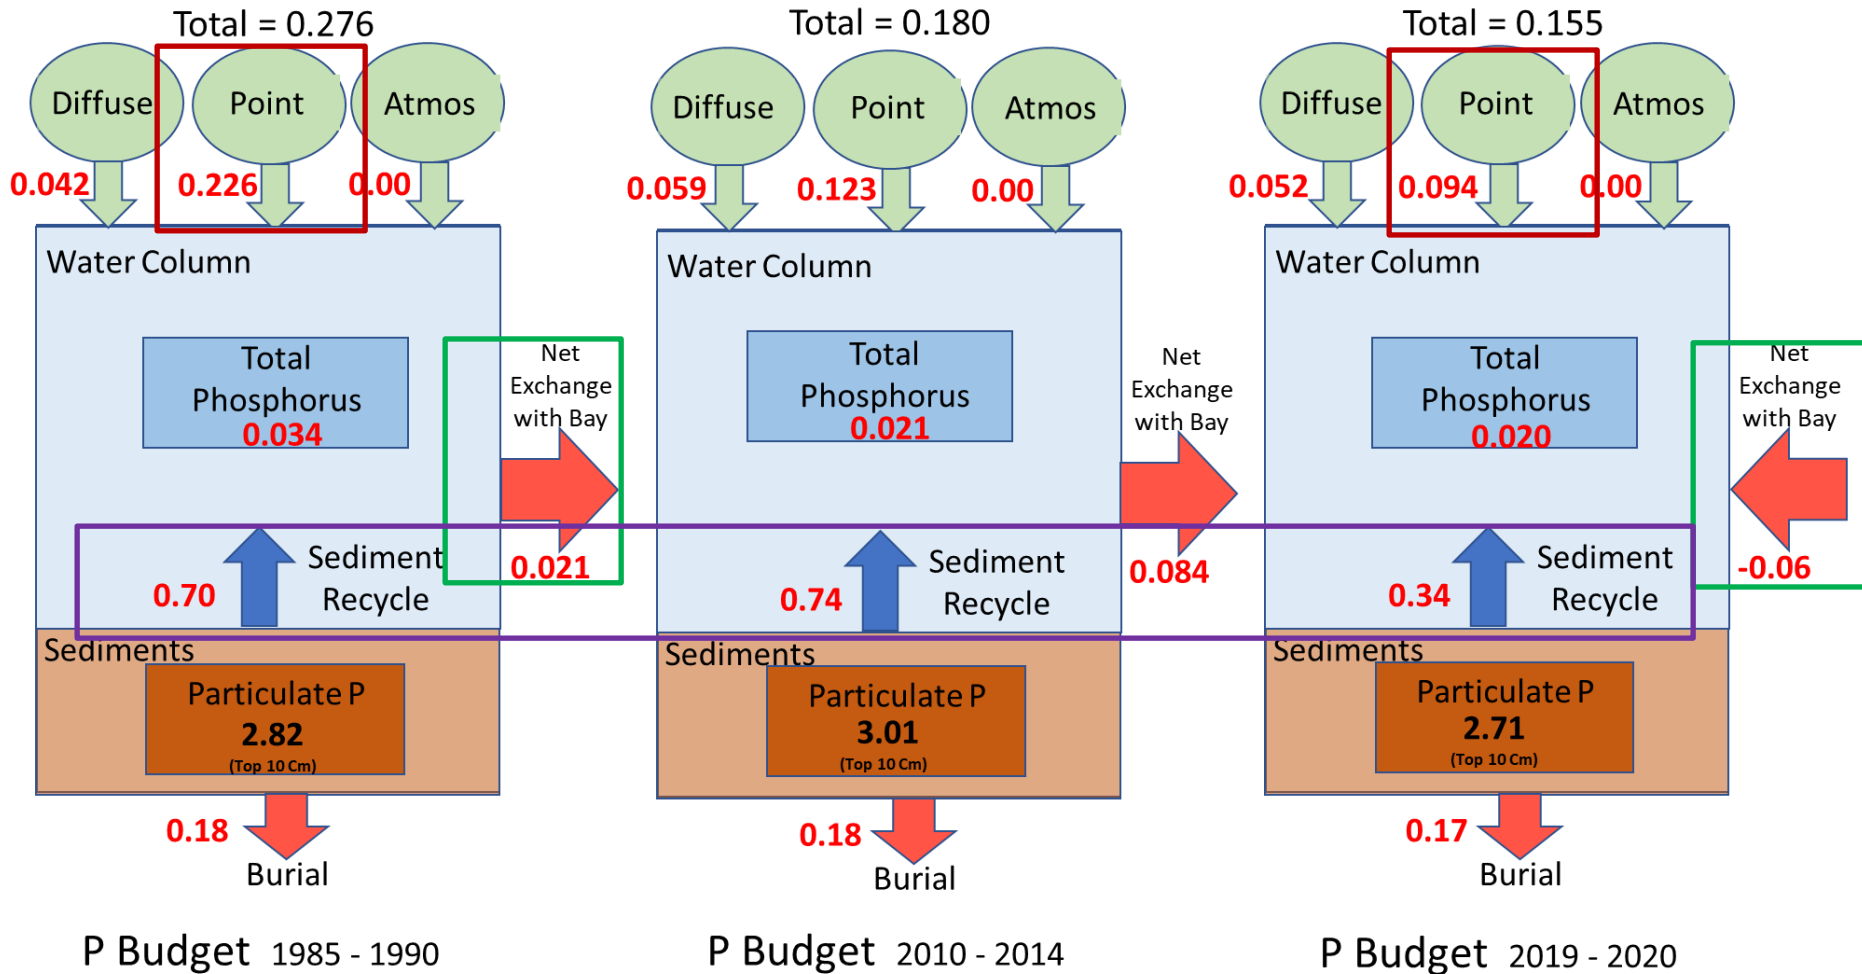 Total = 0.276
Diffuse
Point
Atmos
0.042
0.226
0.00
Water Column
Total
Phosphorus
0.034
Net
Exchange
with Bay
0.021
0.70
Sediment
Recycle
Sediments
Particulate P
2.82
(Top 10 Cm)
0.18
Burial
P Budget 1985 - 1990
Total = 0.180
Diffuse
Point
Atmos
0.059
0.123
0.00
Water Column
Total
Phosphorus
0.021
Net
Exchange
with Bay
0.084
0.74
Sediment
Recycle
Sediments
Particulate P
3.01
(Top 10 Cm)
0.18
Burial
P Budget 2010 - 2014
Total = 0.155
Diffuse
Point
Atmos
0.052
0.094
0.00
Water Column
Total
Phosphorus
0.020
Net
Exchange
with Bay
-0.06
0.34
Sediment
Recycle
Sediments
Particulate P
2.71
(Top 10 Cm)
0.17
Burial
P Budget 2019 - 2020